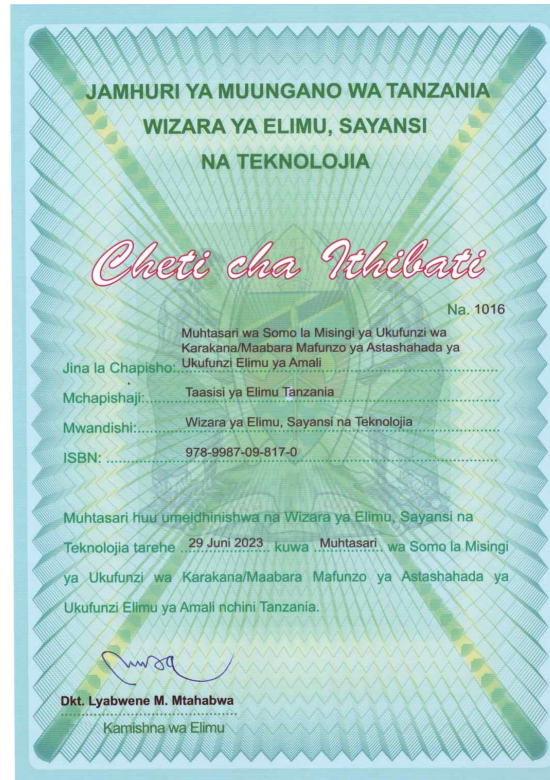 JAMHURI YA MUUNGANO WA TANZANIA
WIZARA YA ELIMU, SAYANSI
NA TEKNOLOJIA
Cheti cha Ithibati
Na. 1016
Muhtasari wa Somo la Misingi ya Ukufunzi wa
Karakana/Maabara Mafunzo ya Astashahada ya
Jina la Chapisho: Ukufunzi Elimu ya Amali
Mchapishaji: Taasisi ya Elimu Tanzania
Mwandishi: Wizara ya Elimu, Sayansi na Teknolojia
ISBN: 978-9987-09-817-0
Muhtasari huu umeidhinishwa na Wizara ya Elimu, Sayansi na
Teknolojia tarehe 29 Juni 2023 kuwa Muhtasari wa Somo la Misingi
ya Ukufunzi wa Karakana/Maabara Mafunzo ya Astashahada ya
Ukufunzi Elimu ya Amali nchini Tanzania.
Dkt. Lyabwene M. Mtahabwa
Kamishna wa Elimu